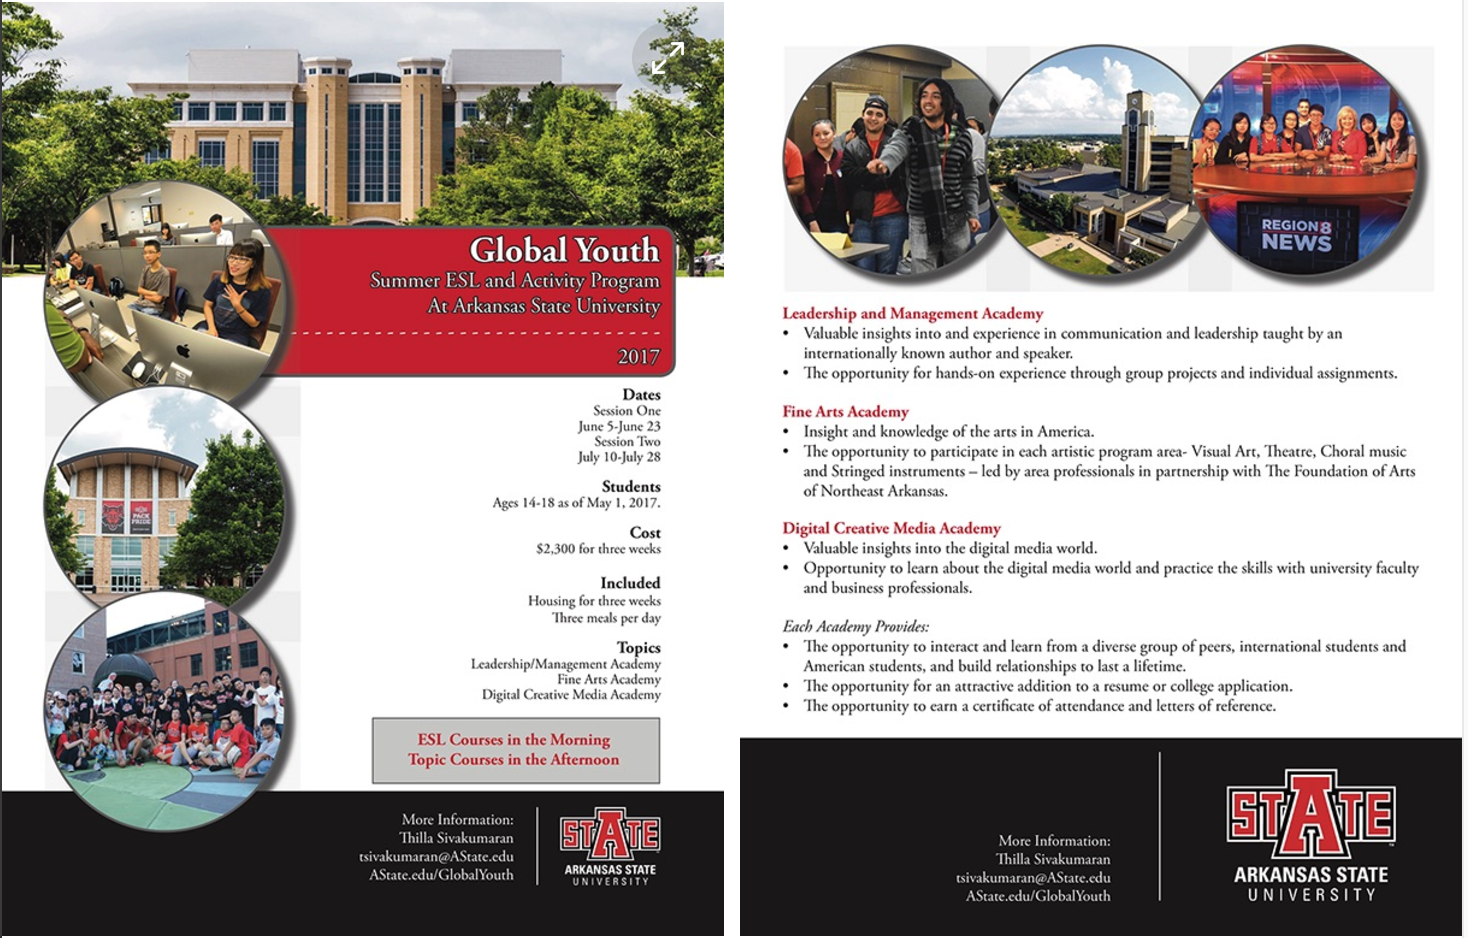 Global Youth
Summer ESL and Activity Program
At Arkansas State University
2017
Dates
Session One
June 5-June 23
Session Two
July 10-July 28
Students
Ages 14-18 as of May 1, 2017.
Cost
$2,300 for three weeks
Included
Housing for three weeks
Three meals per day
Topics
Leadership/Management Academy
Fine Arts Academy
Digital Creative Media Academy
ESL Courses in the Morning
Topic Courses in the Afternoon
More Information:
Thilla Sivakumaran
tsivakumaran@AState.edu
AState.edu/GlobalYouth
STATE
ARKANSAS STATE
UNIVERSITY
PACK
PRIDE
REGION 8
NEWS
Leadership and Management Academy
• Valuable insights into and experience in communication and leadership taught by an
internationally known author and speaker.
• The opportunity for hands-on experience through group projects and individual assignments.
Fine Arts Academy
• Insight and knowledge of the arts in America.
• The opportunity to participate in each artistic program area- Visual Art, Theatre, Choral music
and Stringed instruments – led by area professionals in partnership with The Foundation of Arts
of Northeast Arkansas.
Digital Creative Media Academy
• Valuable insights into the digital media world.
• Opportunity to learn about the digital media world and practice the skills with university faculty
and business professionals.
Each Academy Provides:
• The opportunity to interact and learn from a diverse group of peers, international students and
American students, and build relationships to last a lifetime.
• The opportunity for an attractive addition to a resume or college application.
• The opportunity to earn a certificate of attendance and letters of reference.
More Information:
Thilla Sivakumaran
tsivakumaran@AState.edu
AState.edu/GlobalYouth
STATE
ARKANSAS STATE
UNIVERSITY